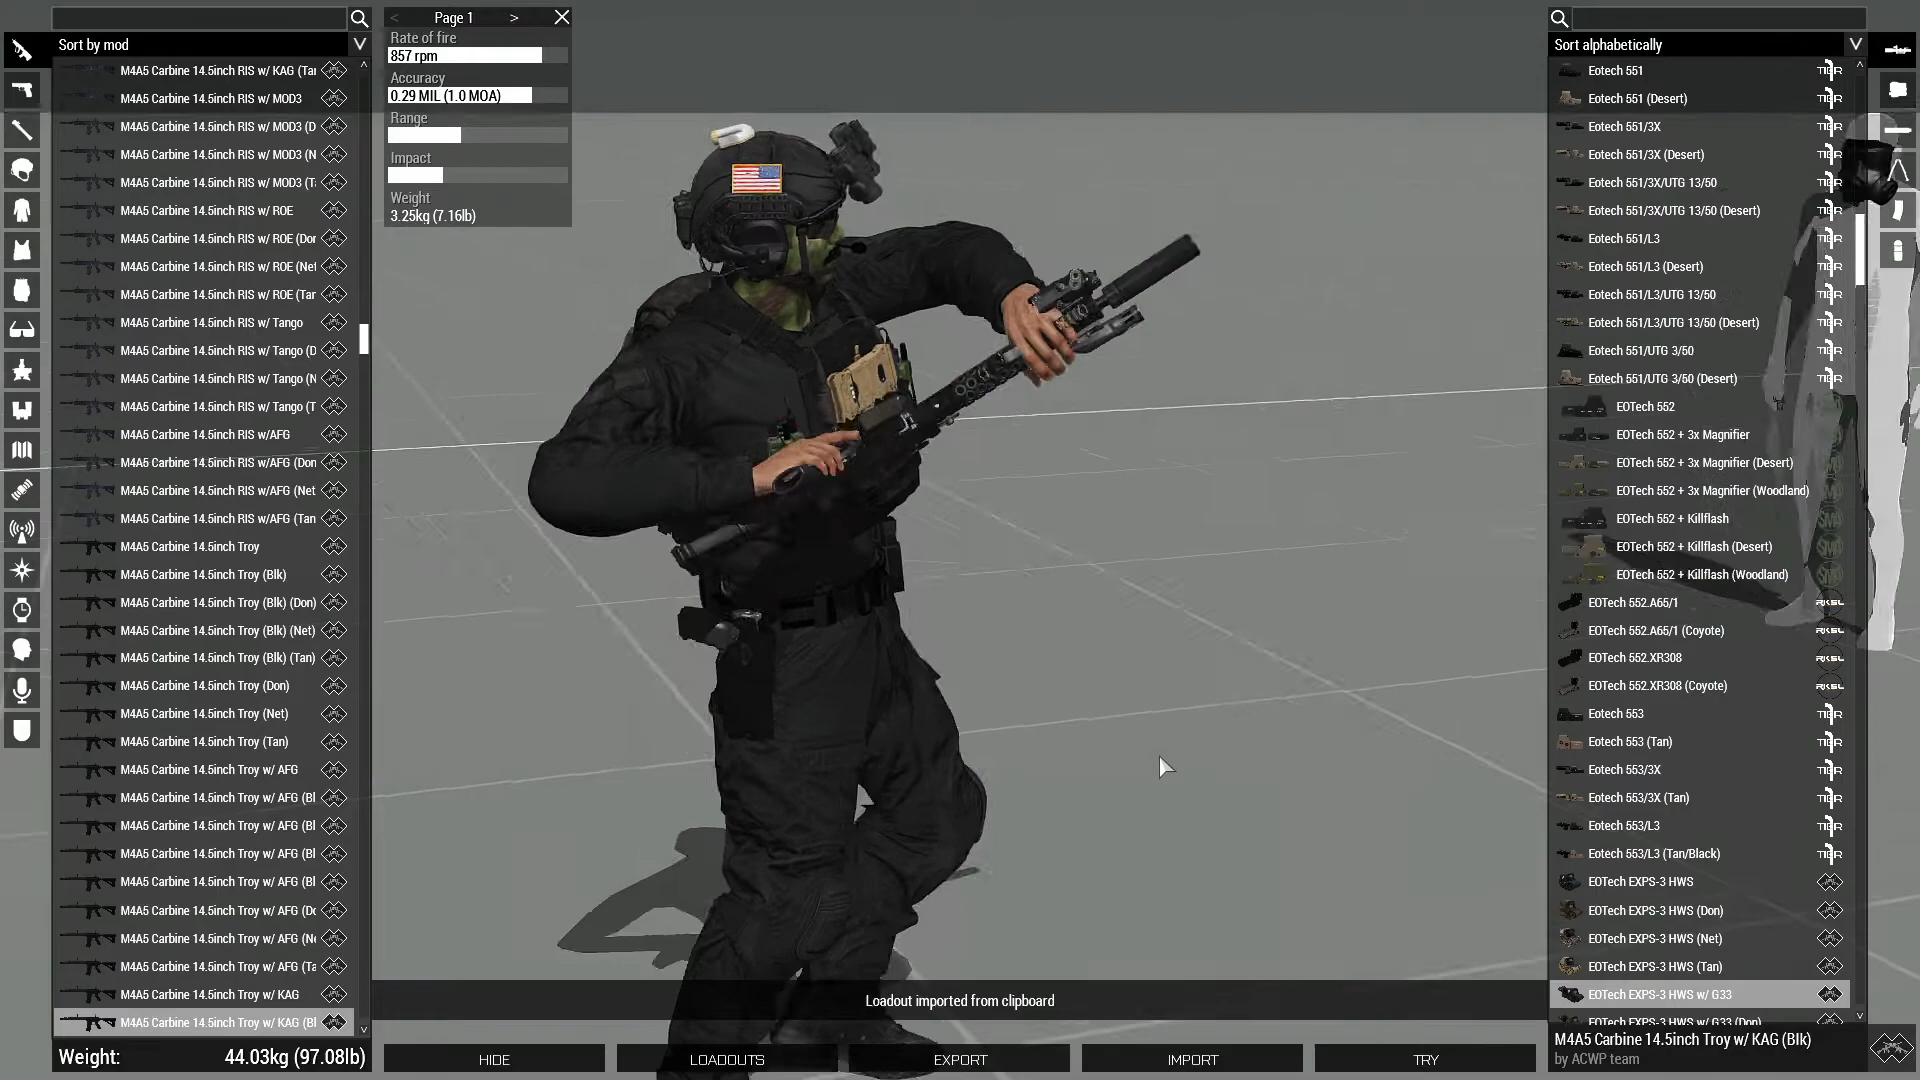 Sort by mod
M4A5 Carbine 14.5inch RIS w/ KAG (Tar
M4A5 Carbine 14.5inch RIS w/ MOD3
M4A5 Carbine 14.5inch RIS w/ MOD3 (D
M4A5 Carbine 14.5inch RIS w/ MOD3 (N
M4A5 Carbine 14.5inch RIS w/ MOD3 (T
M4A5 Carbine 14.5inch RIS w/ ROE
M4A5 Carbine 14.5inch RIS w/ ROE (Don
M4A5 Carbine 14.5inch RIS w/ ROE (Net
M4A5 Carbine 14.5inch RIS w/ ROE (Tar
M4A5 Carbine 14.5inch RIS w/ Tango
M4A5 Carbine 14.5inch RIS w/ Tango (D
M4A5 Carbine 14.5inch RIS w/ Tango (N
M4A5 Carbine 14.5inch RIS w/ Tango (T
M4A5 Carbine 14.5inch RIS w/AFG
M4A5 Carbine 14.5inch RIS w/AFG (Don
M4A5 Carbine 14.5inch RIS w/AFG (Net
M4A5 Carbine 14.5inch RIS w/AFG (Tan
M4A5 Carbine 14.5inch Troy
M4A5 Carbine 14.5inch Troy (Blk)
M4A5 Carbine 14.5inch Troy (Blk) (Don)
M4A5 Carbine 14.5inch Troy (Blk) (Net)
M4A5 Carbine 14.5inch Troy (Blk) (Tan)
M4A5 Carbine 14.5inch Troy (Don)
M4A5 Carbine 14.5inch Troy (Net)
M4A5 Carbine 14.5inch Troy (Tan)
M4A5 Carbine 14.5inch Troy w/ AFG
M4A5 Carbine 14.5inch Troy w/ AFG (Bl
M4A5 Carbine 14.5inch Troy w/ AFG (Bl
M4A5 Carbine 14.5inch Troy w/ AFG (Bl
M4A5 Carbine 14.5inch Troy w/ AFG (Bl
M4A5 Carbine 14.5inch Troy w/ AFG (Do
M4A5 Carbine 14.5inch Troy w/ AFG (Ne
M4A5 Carbine 14.5inch Troy w/ AFG (Ta
M4A5 Carbine 14.5inch Troy w/ KAG
M4A5 Carbine 14.5inch Troy w/ KAG (Bl
Weight: 44.03kg (97.08lb)
< Page 1 >
Rate of fire
857 rpm
Accuracy
0.29 MIL (1.0 MOA)
Range
Impact
Weight
3.25kg (7.16lb)
Loadout imported from clipboard
HIDE
LOADOUTS
EXPORT
IMPORT
TRY
Sort alphabetically
Eotech 551
Eotech 551 (Desert)
Eotech 551/3X
Eotech 551/3X (Desert)
Eotech 551/3X/UTG 13/50
Eotech 551/3X/UTG 13/50 (Desert)
Eotech 551/L3
Eotech 551/L3 (Desert)
Eotech 551/L3/UTG 13/50
Eotech 551/L3/UTG 13/50 (Desert)
Eotech 551/UTG 3/50
Eotech 551/UTG 3/50 (Desert)
EOTech 552
EOTech 552 + 3x Magnifier
EOTech 552 + 3x Magnifier (Desert)
EOTech 552 + 3x Magnifier (Woodland)
EOTech 552 + Killflash
EOTech 552 + Killflash (Desert)
EOTech 552 + Killflash (Woodland)
EOTech 552.A65/1
EOTech 552.A65/1 (Coyote)
EOTech 552.XR308
EOTech 552.XR308 (Coyote)
Eotech 553
Eotech 553 (Tan)
Eotech 553/3X
Eotech 553/3X (Tan)
Eotech 553/L3
Eotech 553/L3 (Tan/Black)
EOTech EXPS-3 HWS
EOTech EXPS-3 HWS (Don)
EOTech EXPS-3 HWS (Net)
EOTech EXPS-3 HWS (Tan)
EOTech EXPS-3 HWS w/ G33
EOTech EXPS-3 HWS w/ G33 (Don)
M4A5 Carbine 14.5inch Troy w/ KAG (Blk)
by ACWP team